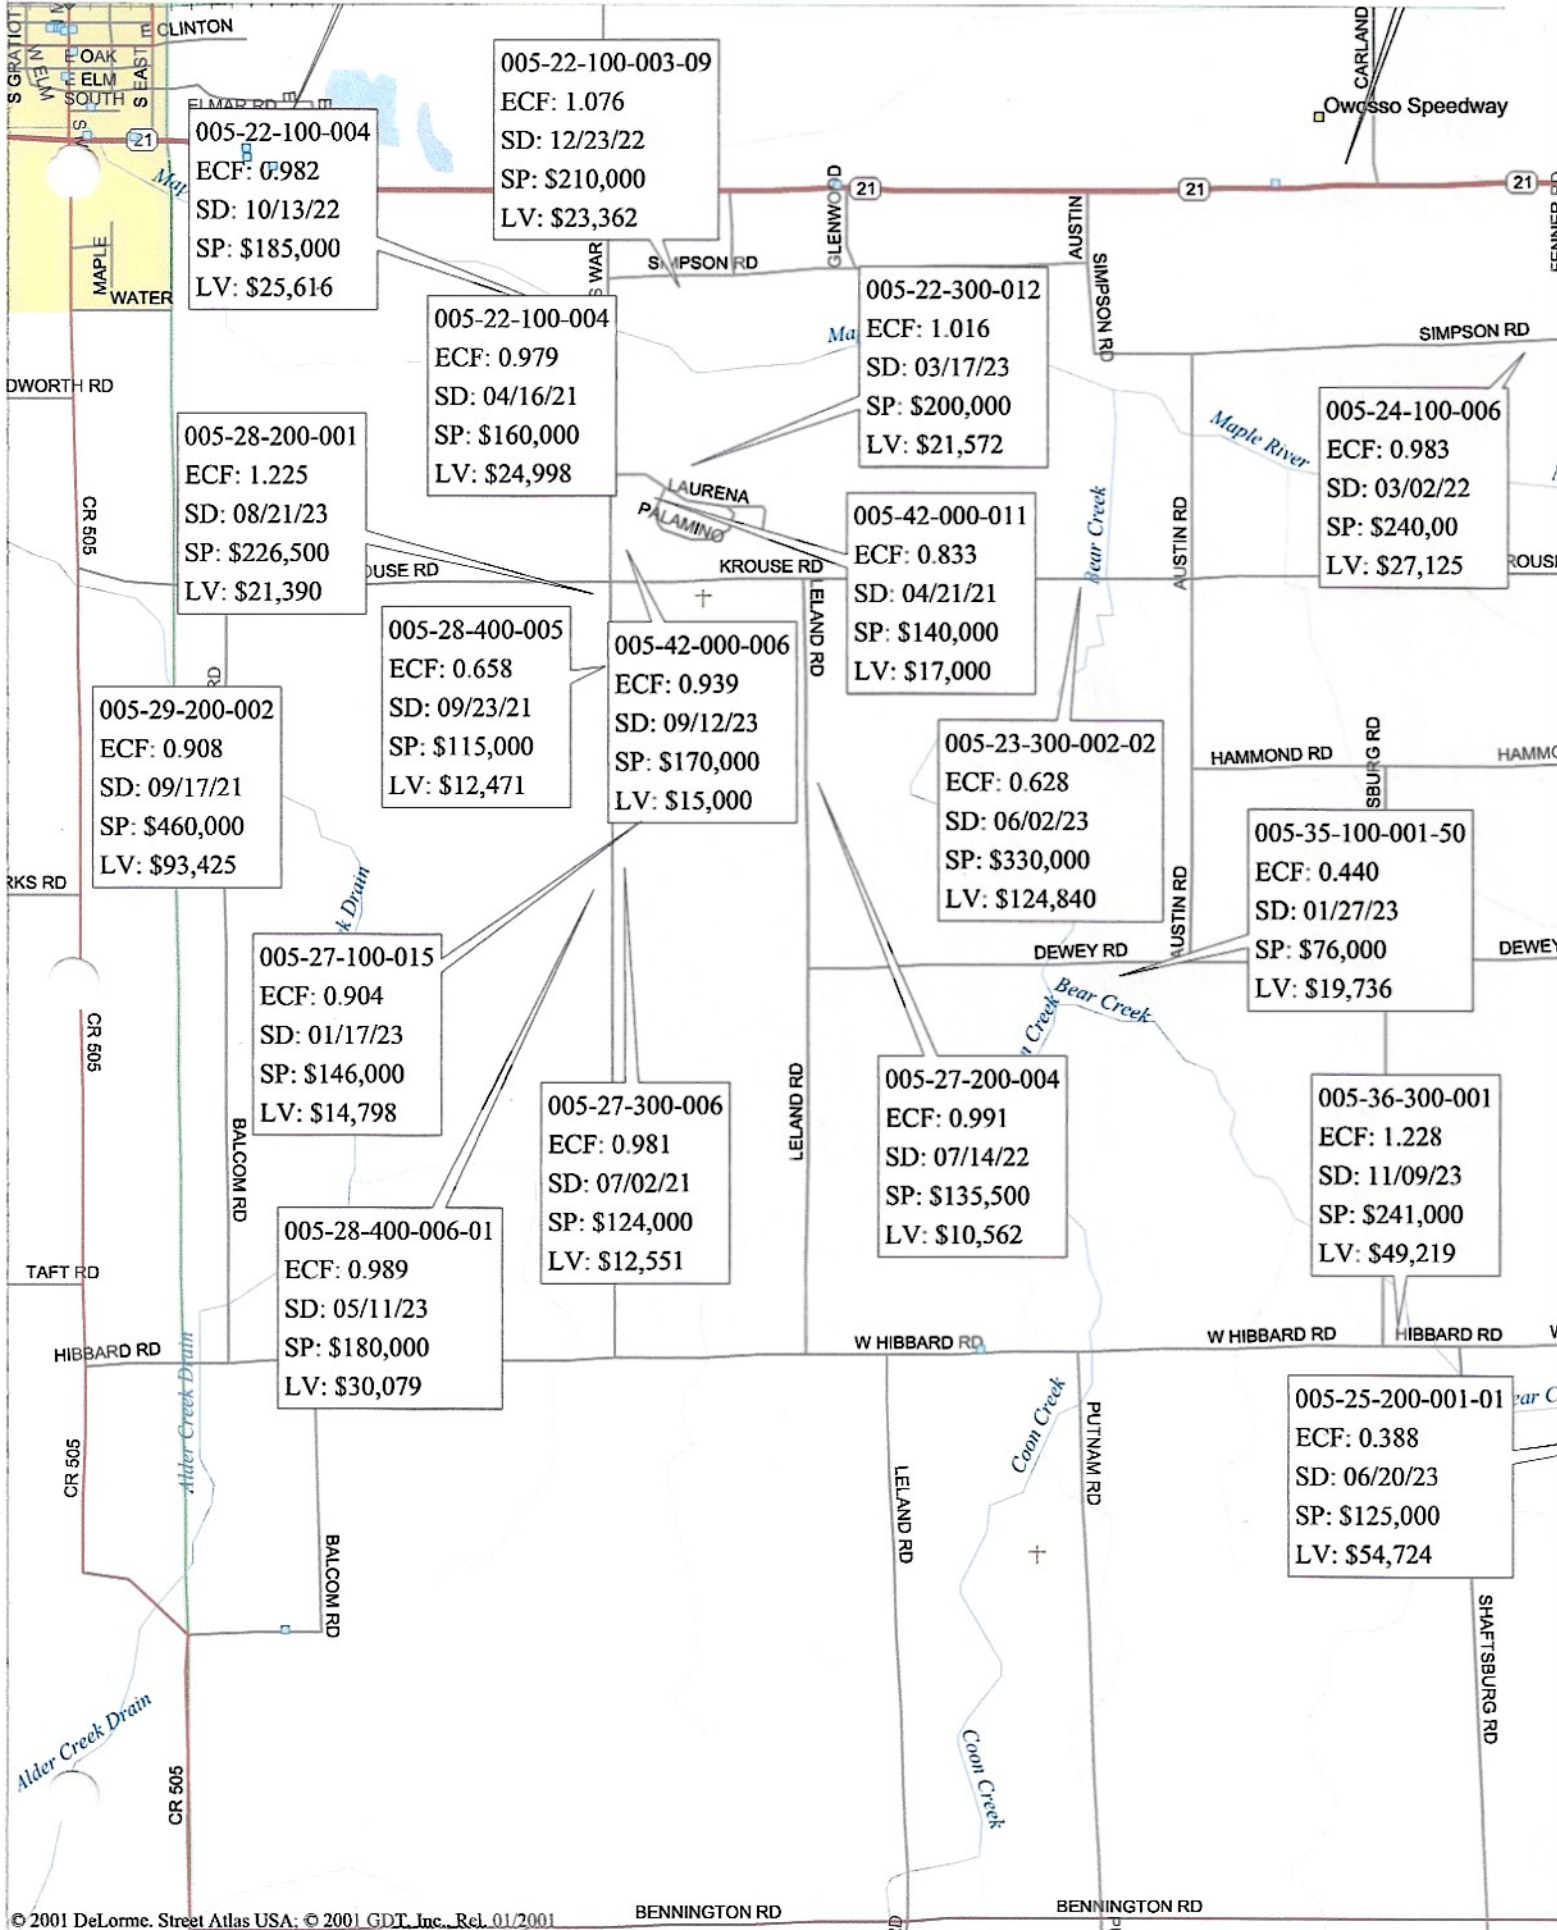 S GRATIOT
W ELM
E CLINTON
E OAK
E ELM
SOUTH
S EAST
ELMAR RD
21
MAPLE
WATER
005-22-100-004
ECF: 0.982
SD: 10/13/22
SP: $185,000
LV: $25,616
005-22-100-003-09
ECF: 1.076
SD: 12/23/22
SP: $210,000
LV: $23,362
CARLAND
Owosso Speedway
21
21
21
GLENWOOD
AUSTIN
FENNER RD
S WAR
SIMPSON RD
SIMPSON RD
SIMPSON RD
005-22-100-004
ECF: 0.979
SD: 04/16/21
SP: $160,000
LV: $24,998
005-22-300-012
ECF: 1.016
SD: 03/17/23
SP: $200,000
LV: $21,572
005-24-100-006
ECF: 0.983
SD: 03/02/22
SP: $240,00
LV: $27,125
Map
Ma
Maple River
DWORTH RD
CR 505
005-28-200-001
ECF: 1.225
SD: 08/21/23
SP: $226,500
LV: $21,390
LAURENA
PALAMINO
005-42-000-011
ECF: 0.833
SD: 04/21/21
SP: $140,000
LV: $17,000
Bear Creek
AUSTIN RD
OUSE RD
KROUSE RD
ROUSE
LELAND RD
005-28-400-005
ECF: 0.658
SD: 09/23/21
SP: $115,000
LV: $12,471
005-42-000-006
ECF: 0.939
SD: 09/12/23
SP: $170,000
LV: $15,000
RD
005-29-200-002
ECF: 0.908
SD: 09/17/21
SP: $460,000
LV: $93,425
005-23-300-002-02
ECF: 0.628
SD: 06/02/23
SP: $330,000
LV: $124,840
HAMMOND RD
HAMMO
SBURG RD
005-35-100-001-50
ECF: 0.440
SD: 01/27/23
SP: $76,000
LV: $19,736
RKS RD
k Drain
AUSTIN RD
DEWEY RD
DEWEY
Bear Creek
n Creek
005-27-100-015
ECF: 0.904
SD: 01/17/23
SP: $146,000
LV: $14,798
CR 505
005-27-300-006
ECF: 0.981
SD: 07/02/21
SP: $124,000
LV: $12,551
LELAND RD
005-27-200-004
ECF: 0.991
SD: 07/14/22
SP: $135,500
LV: $10,562
005-36-300-001
ECF: 1.228
SD: 11/09/23
SP: $241,000
LV: $49,219
BALCOM RD
005-28-400-006-01
ECF: 0.989
SD: 05/11/23
SP: $180,000
LV: $30,079
TAFT RD
HIBBARD RD
W HIBBARD RD
W HIBBARD RD
HIBBARD RD
W
005-25-200-001-01
ECF: 0.388
SD: 06/20/23
SP: $125,000
LV: $54,724
ear C
Alder Creek Drain
CR 505
Coon Creek
PUTNAM RD
LELAND RD
BALCOM RD
SHAFTSBURG RD
Alder Creek Drain
CR 505
Coon Creek
BENNINGTON RD
BENNINGTON RD
© 2001 DeLorme. Street Atlas USA; © 2001 GDT, Inc., Rel. 01/2001